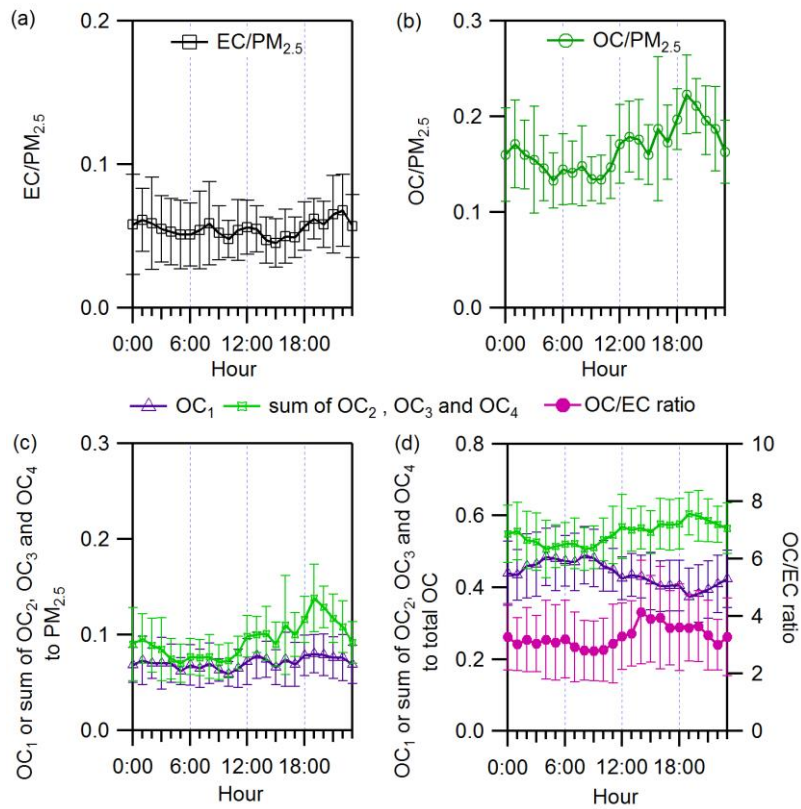 (a)
0.2
EC/PM2.5
0.1
0.0
EC/PM2.5
0:00 6:00 12:00 18:00
Hour
(b)
0.3
OC/PM2.5
0.2
0.1
0.0
OC/PM2.5
0:00 6:00 12:00 18:00
Hour
OC1 sum of OC2 , OC3 and OC4 OC/EC ratio
(c)
0.3
0.2
0.1
0.0
OC1 or sum of OC2, OC3 and OC4
to PM2.5
0:00 6:00 12:00 18:00
Hour
(d)
0.8
0.6
0.4
0.2
0.0
OC1 or sum of OC2, OC3 and OC4
to total OC
10
8
6
4
2
0
OC/EC ratio
0:00 6:00 12:00 18:00
Hour